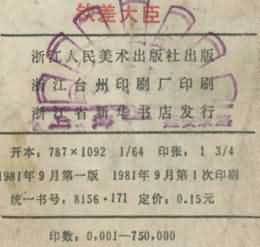 钦差大臣
浙江人民美术出版社出版
浙江台州印刷厂印刷
浙江省新华书店发行
开本：787×1092 1/64 印张：1 3/4
1981年9月第一版 1981年9月第1次印刷
统一书号：8156·171 定价：0.15元
印数：0,001—750,000